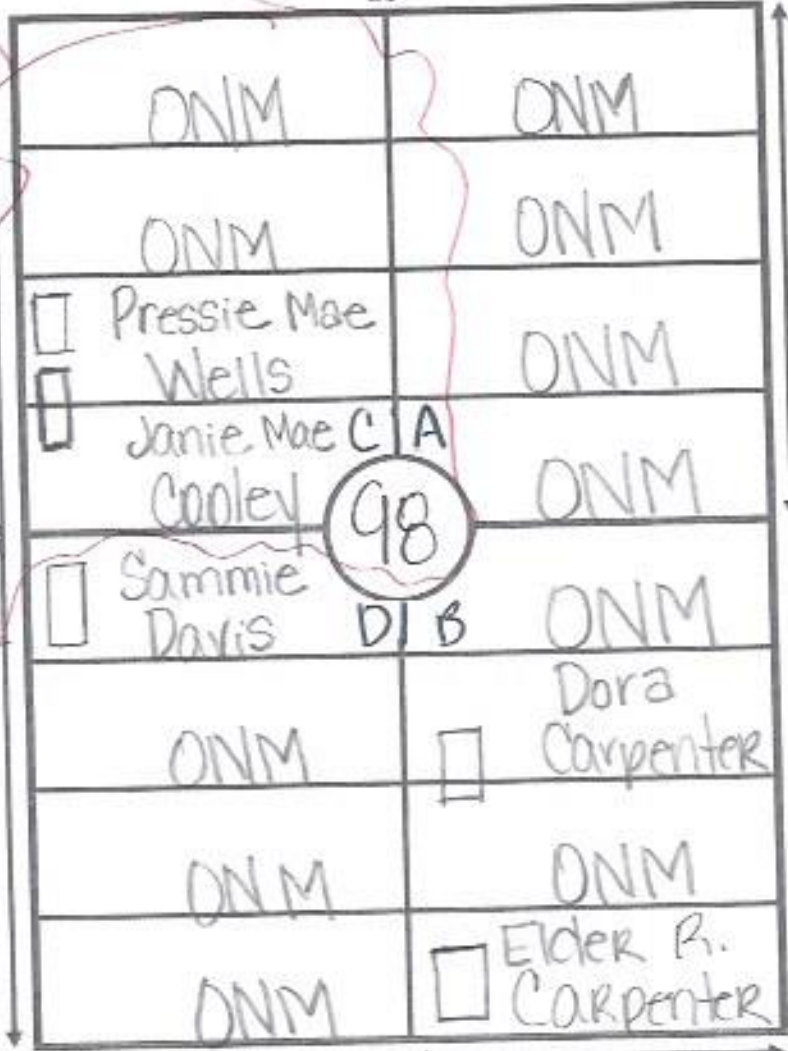 ONM ONM
ONM ONM
Pressie Mae
Wells
ONM
Janie Mae C A
Cooley
ONM
98
Sammie
Davis
D B
ONM
ONM
Dora
Carpenter
ONM
ONM
ONM
Elder R.
Carpenter